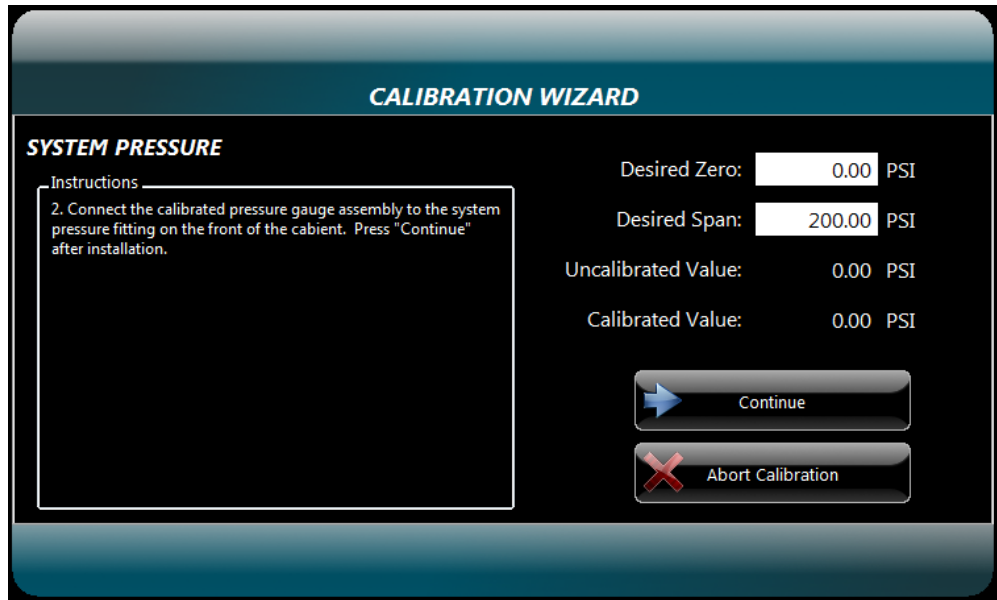 CALIBRATION WIZARD
SYSTEM PRESSURE
Instructions
2. Connect the calibrated pressure gauge assembly to the system
pressure fitting on the front of the cabient.  Press "Continue"
after installation.
Desired Zero: 0.00 PSI
Desired Span: 200.00 PSI
Uncalibrated Value: 0.00 PSI
Calibrated Value: 0.00 PSI
Continue
Abort Calibration